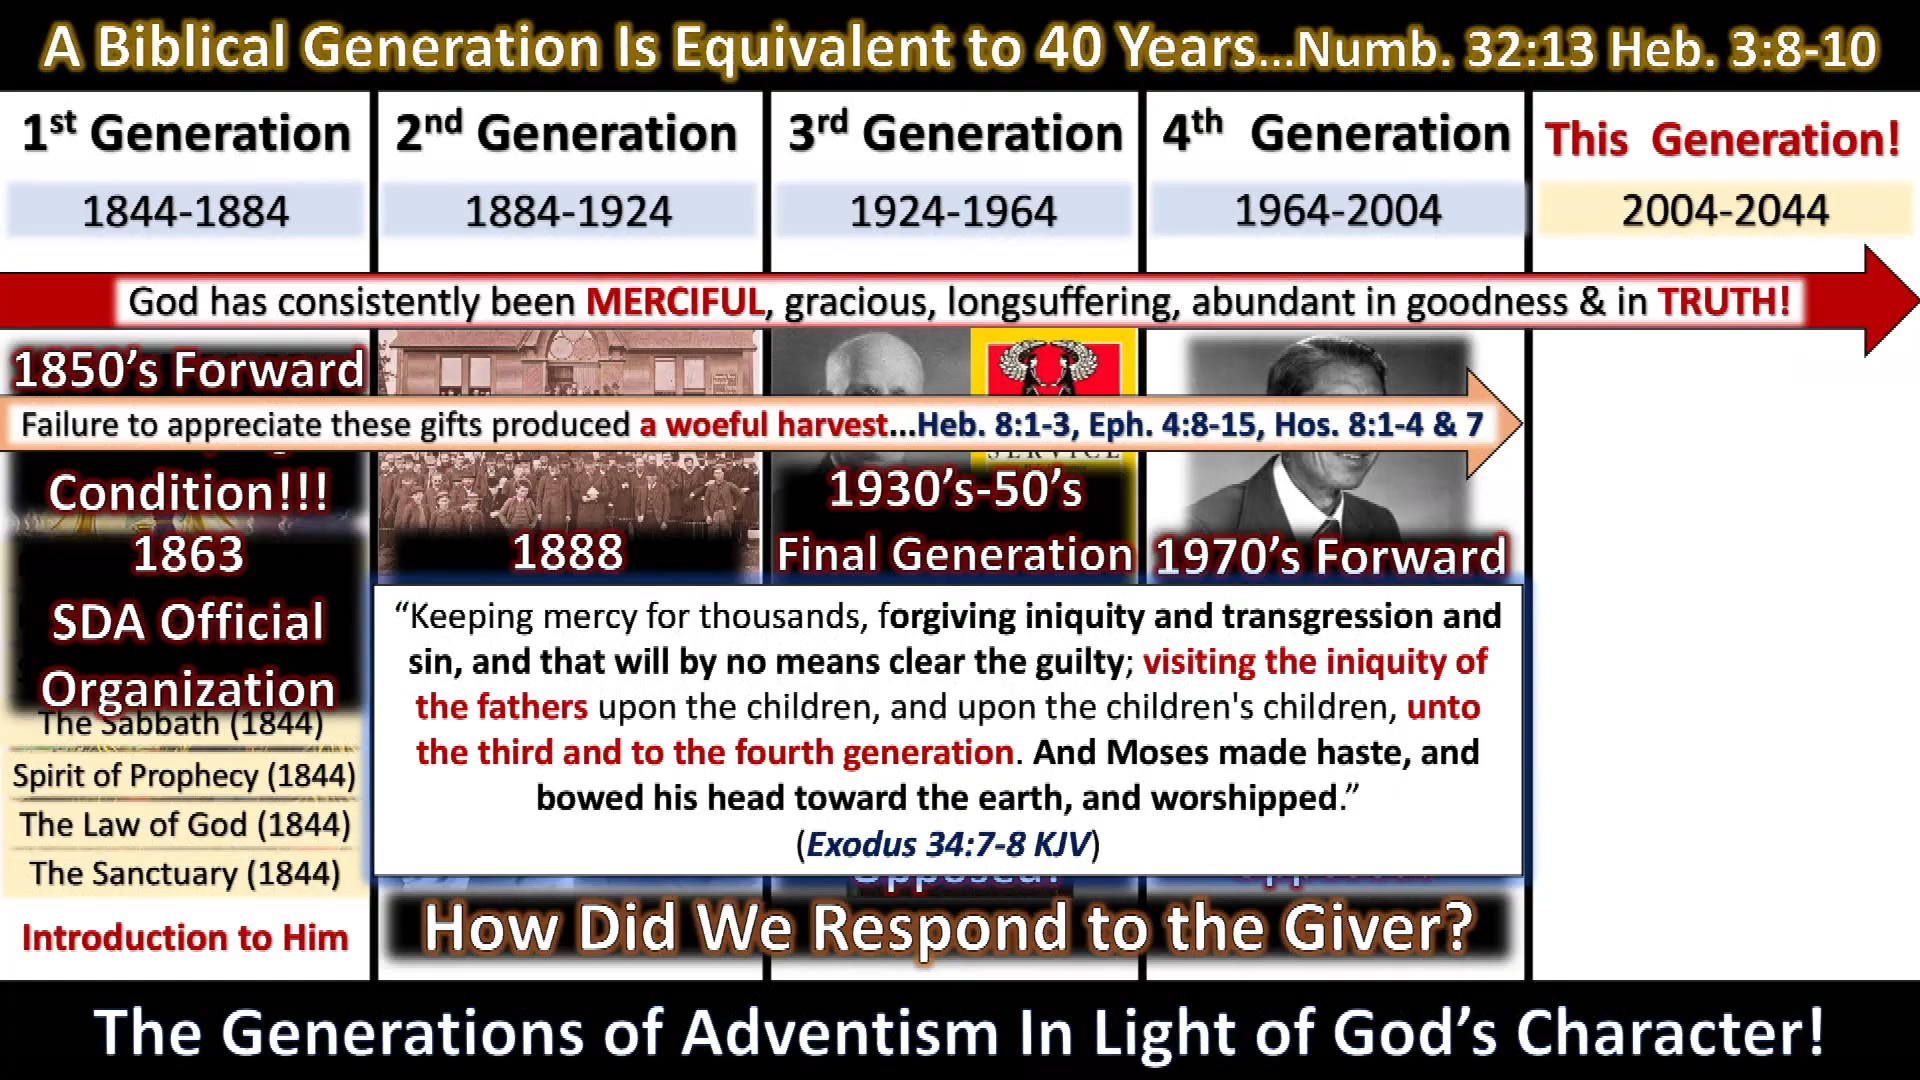 A Biblical Generation Is Equivalent to 40 Years...Numb. 32:13 Heb. 3:8-10
1st Generation
1844-1884
2nd Generation
1884-1924
3rd Generation
1924-1964
4th Generation
1964-2004
This Generation!
2004-2044
God has consistently been MERCIFUL, gracious, longsuffering, abundant in goodness & in TRUTH!
1850's Forward
Failure to appreciate these gifts produced a woeful harvest...Heb. 8:1-3, Eph. 4:8-15, Hos. 8:1-4 & 7
Condition!!!
1863
SDA Official
Organization
The Sabbath (1844)
Spirit of Prophecy (1844)
The Law of God (1844)
The Sanctuary (1844)
Introduction to Him
1888
SERVICE
1930's-50's
Final Generation
1970's Forward
“Keeping mercy for thousands, forgiving iniquity and transgression and
sin, and that will by no means clear the guilty; visiting the iniquity of
the fathers upon the children, and upon the children's children, unto
the third and to the fourth generation. And Moses made haste, and
bowed his head toward the earth, and worshipped.”
(Exodus 34:7-8 KJV)
How Did We Respond to the Giver?
The Generations of Adventism In Light of God’s Character!